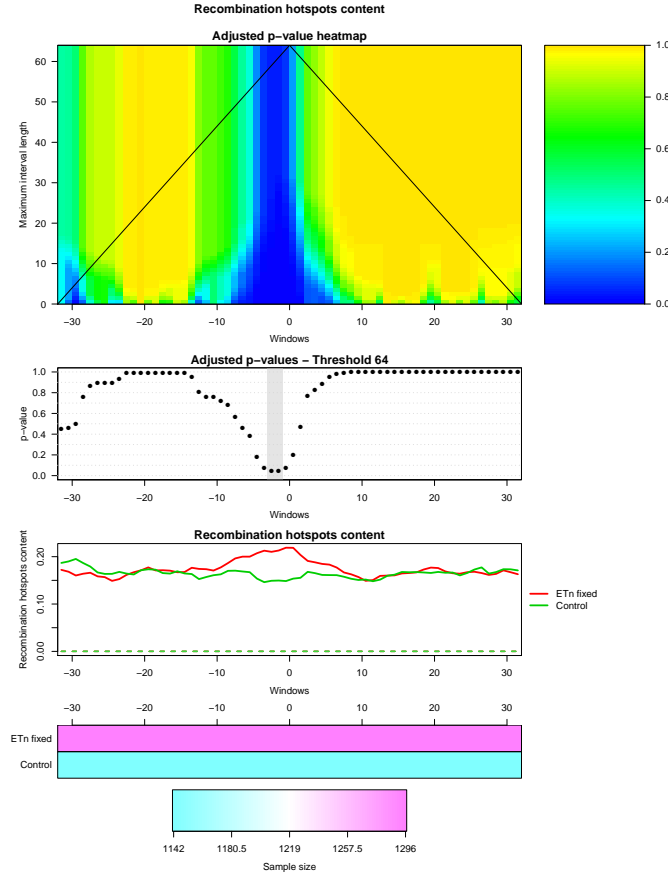 Recombination hotspots content
Adjusted p−value heatmap
Maximum interval length
60
50
40
30
20
10
0
−30 −20 −10 0 10 20 30
Windows
1.0
0.8
0.6
0.4
0.2
0.0
Adjusted p−values − Threshold 64
p−value
1.0
0.8
0.6
0.4
0.2
0.0
−30 −20 −10 0 10 20 30
Windows
Recombination hotspots content
Recombination hotspots content
0.20
0.10
0.00
−30 −20 −10 0 10 20 30
Windows
ETn fixed
Control
−30 −20 −10 0 10 20 30
ETn fixed
Control
1142 1180.5 1219 1257.5 1296
Sample size